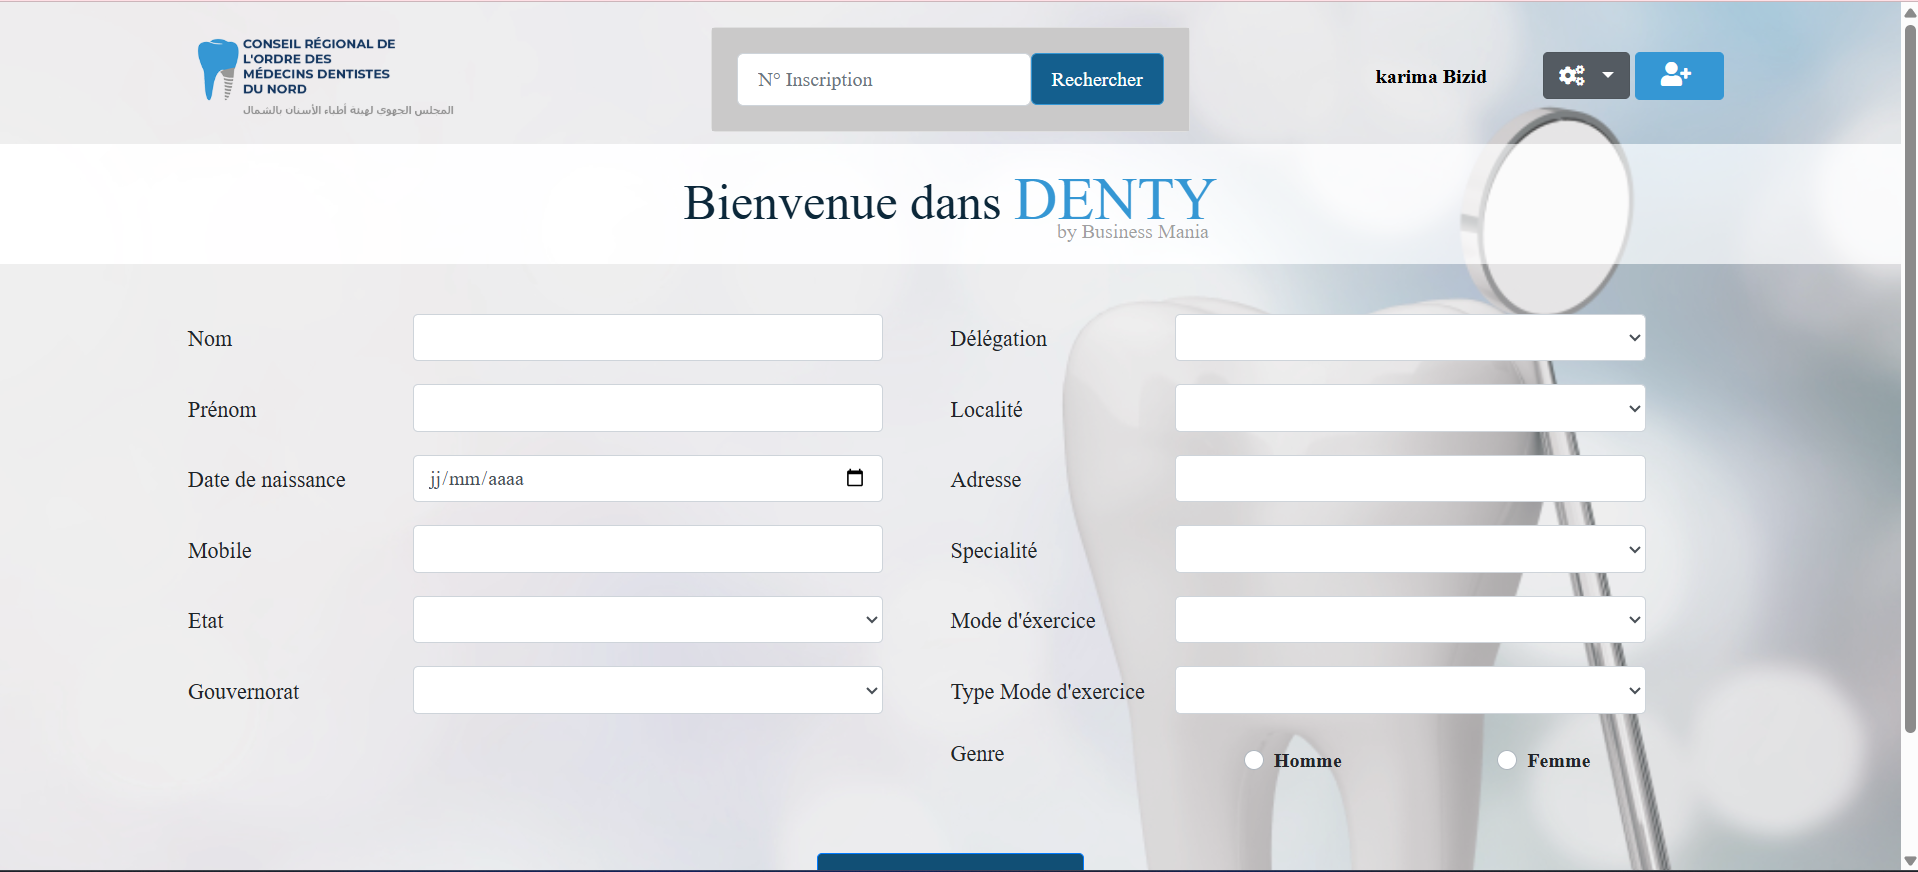 CONSEIL RÉGIONAL DE
L'ORDRE DES
MÉDECINS DENTISTES
DU NORD
المجلس الجهوي لهيئة أطباء الأسنان بالشمال
N° Inscription
Rechercher
karima Bizid
Bienvenue dans DENTY
by Business Mania
Nom
Prénom
Date de naissance
jj/mm/aaaa
Mobile
Etat
Gouvernorat
Délégation
Localité
Adresse
Specialité
Mode d'éxercice
Type Mode d'exercice
Genre
Homme
Femme